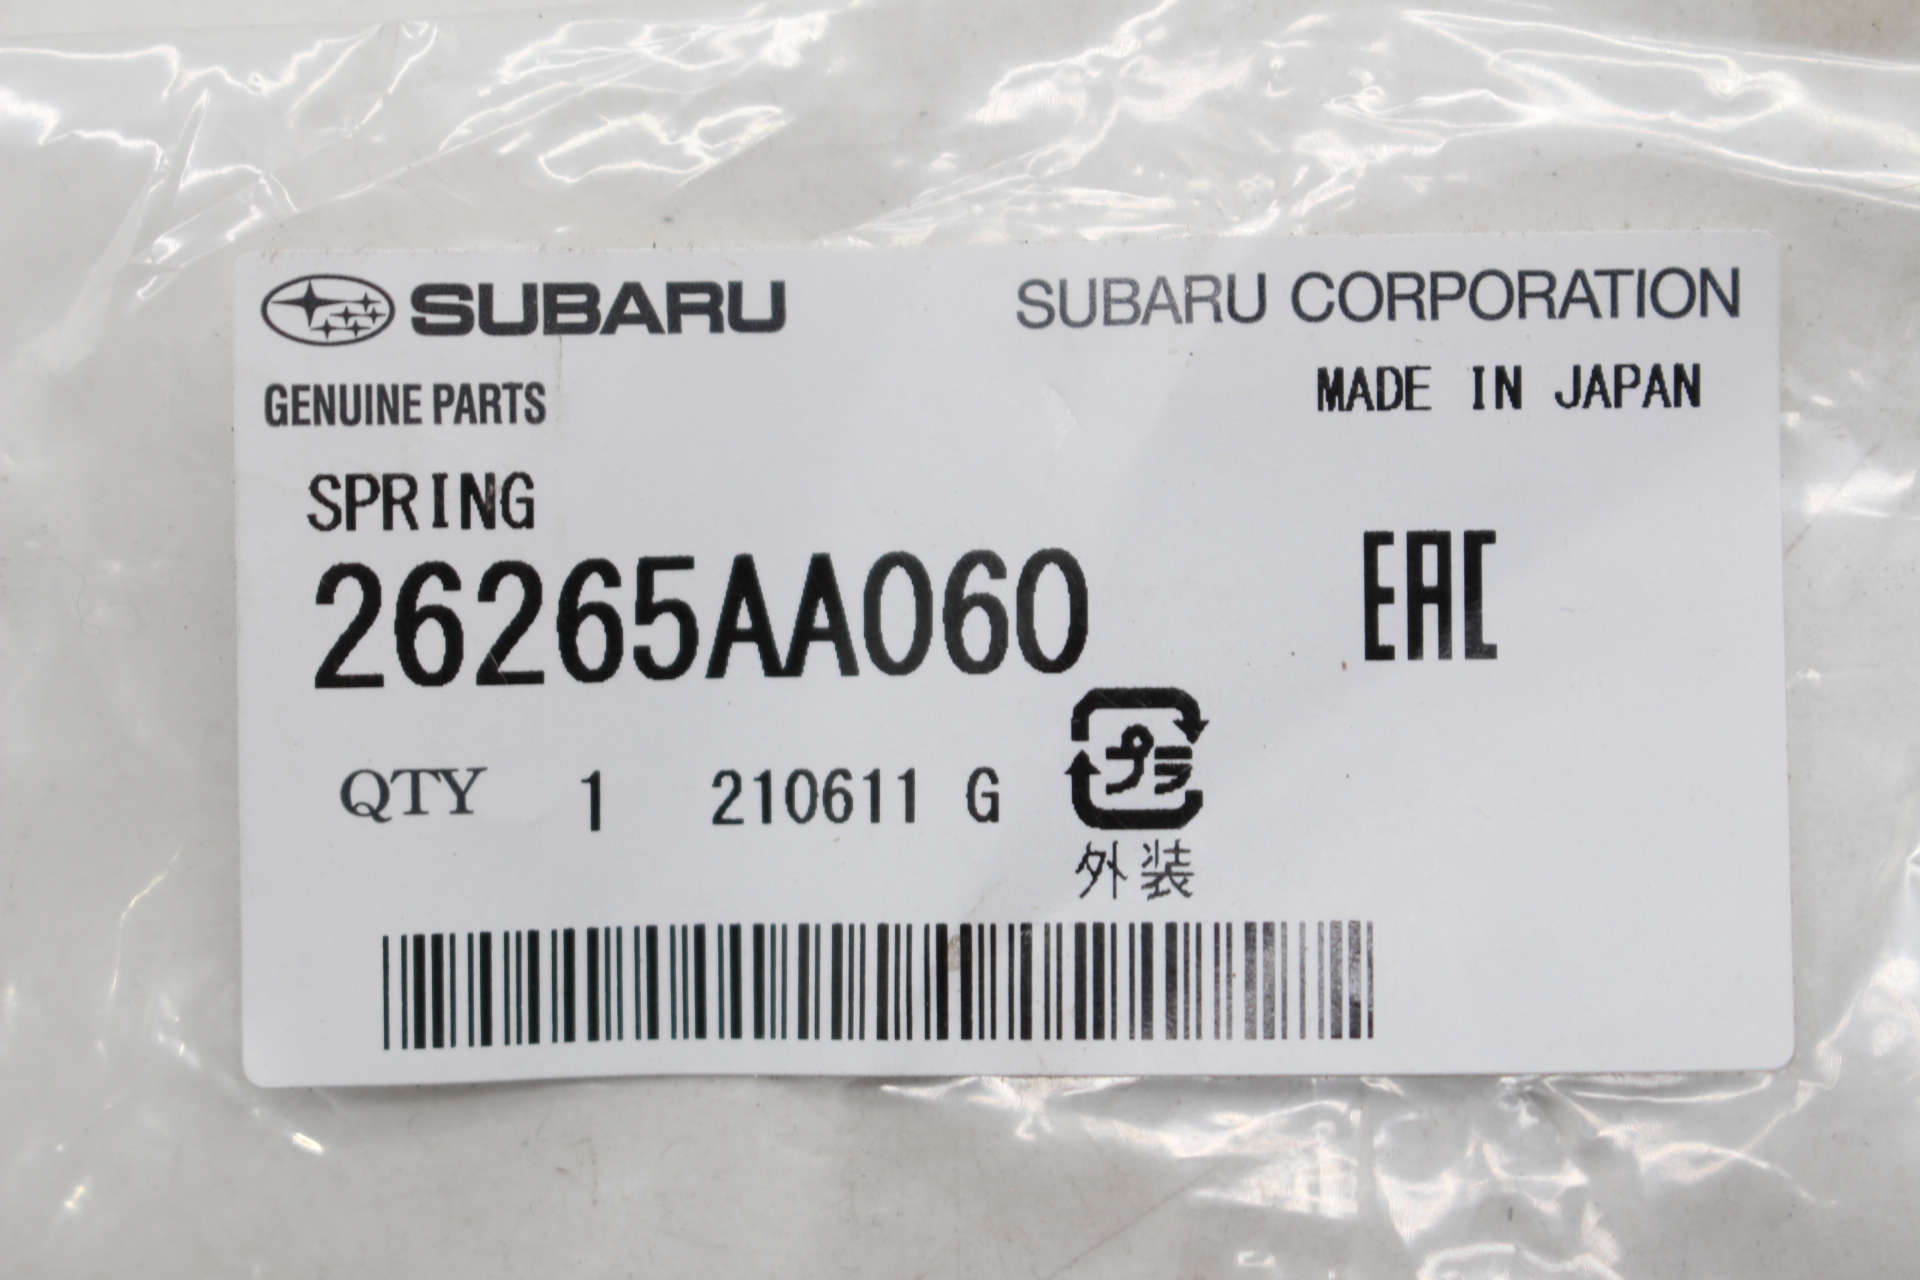 SUBARU
SUBARU CORPORATION
GENUINE PARTS
MADE IN JAPAN
SPRING
26265AA060
EAC
QTY 1 210611 G
プラ
外装